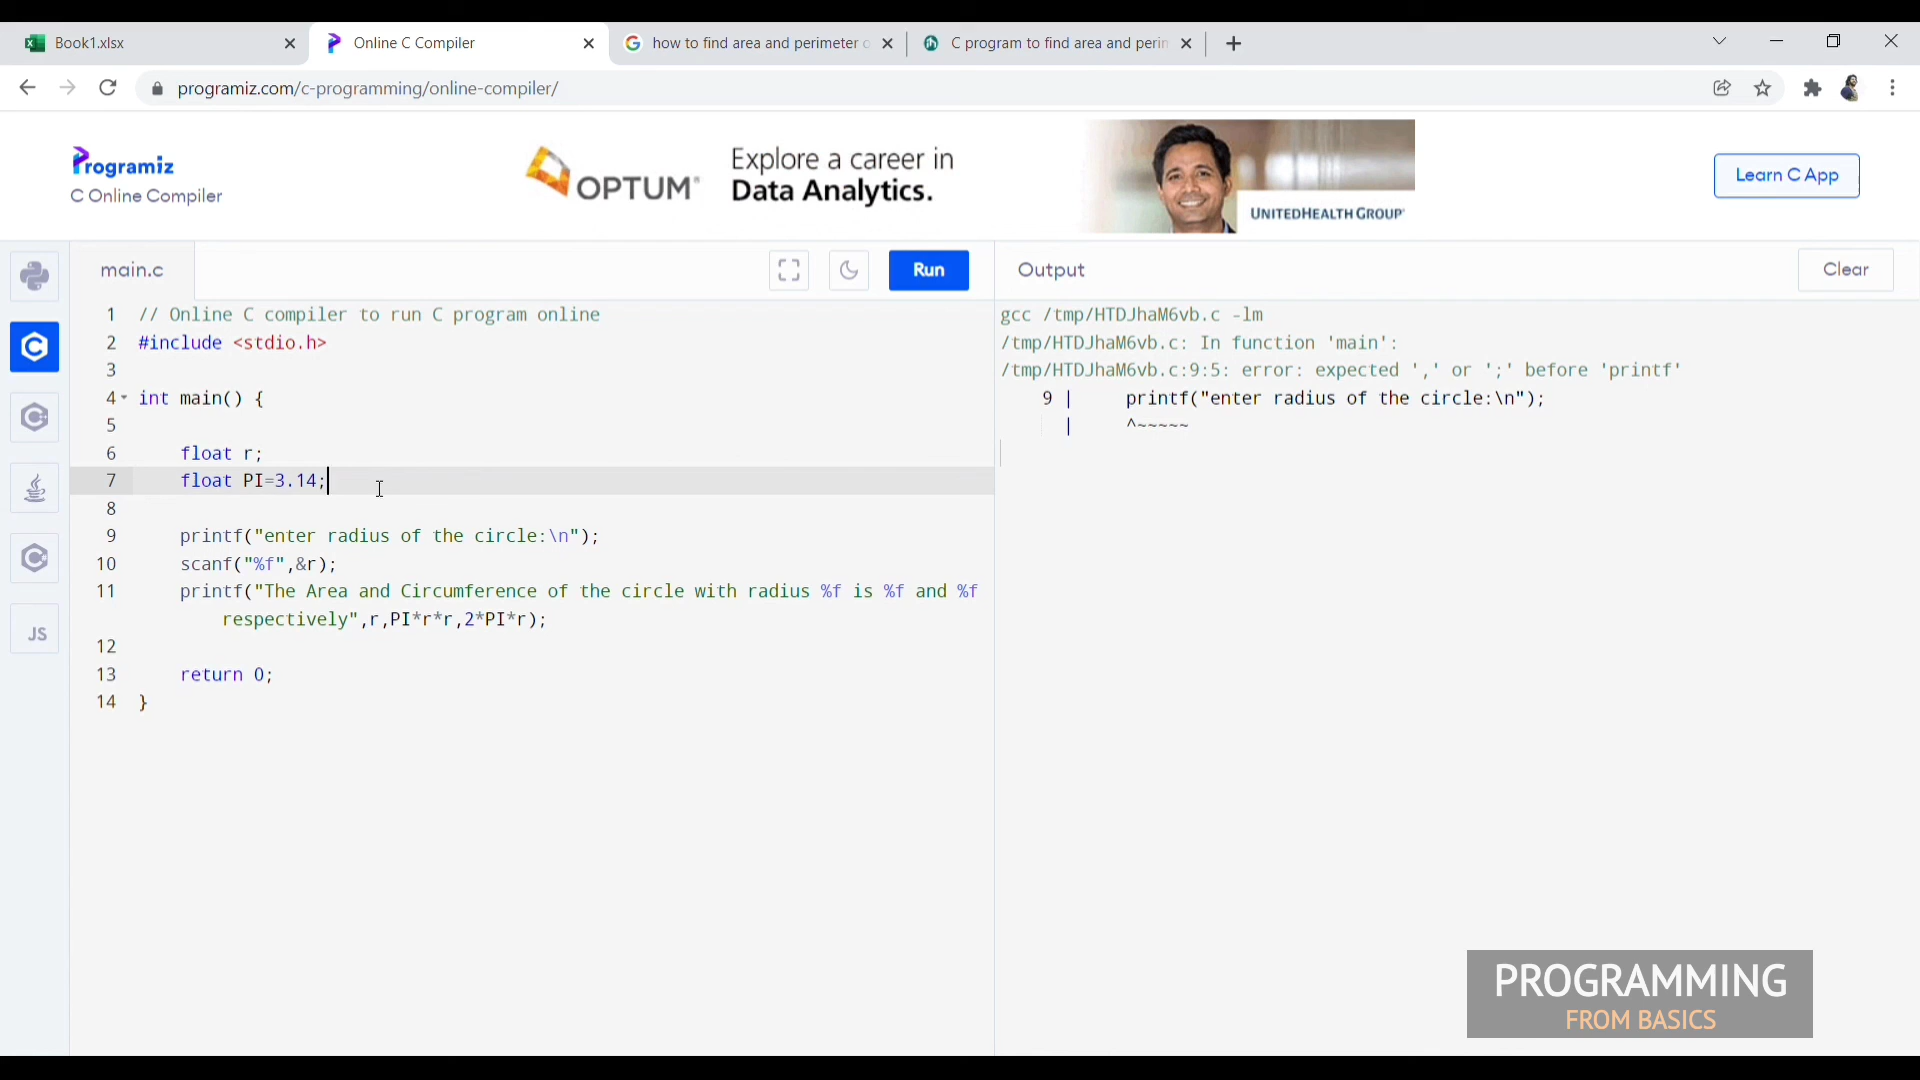 Book1.xlsx
Online C Compiler
how to find area and perimeter o
C program to find area and perin
programiz.com/c-programming/online-compiler/
Programiz
C Online Compiler
OPTUM®
Explore a career in
Data Analytics.
UNITEDHEALTH GROUP®
Learn C App
main.c
Run
Output
Clear
1 // Online C compiler to run C program online
2 #include <stdio.h>
3
4 int main() {
5
6 float r;
7 float PI=3.14;
8
9 printf("enter radius of the circle:\n");
10 scanf("%f",&r);
11 printf("The Area and Circumference of the circle with radius %f is %f and %f
respectively",r,PI*r*r,2*PI*r);
12
13 return 0;
14 }
JS
gcc /tmp/HTDJhaM6vb.c -lm
/tmp/HTDJhaM6vb.c: In function 'main':
/tmp/HTDJhaM6vb.c:9:5: error: expected ',' or ';' before 'printf'
9 | printf("enter radius of the circle:\n");
| ^~~~~~
PROGRAMMING
FROM BASICS